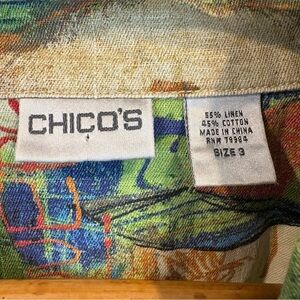 CHICO'S
55% LINEN
45% COTTON
MADE IN CHINA
RN# 79984
SIZE 3